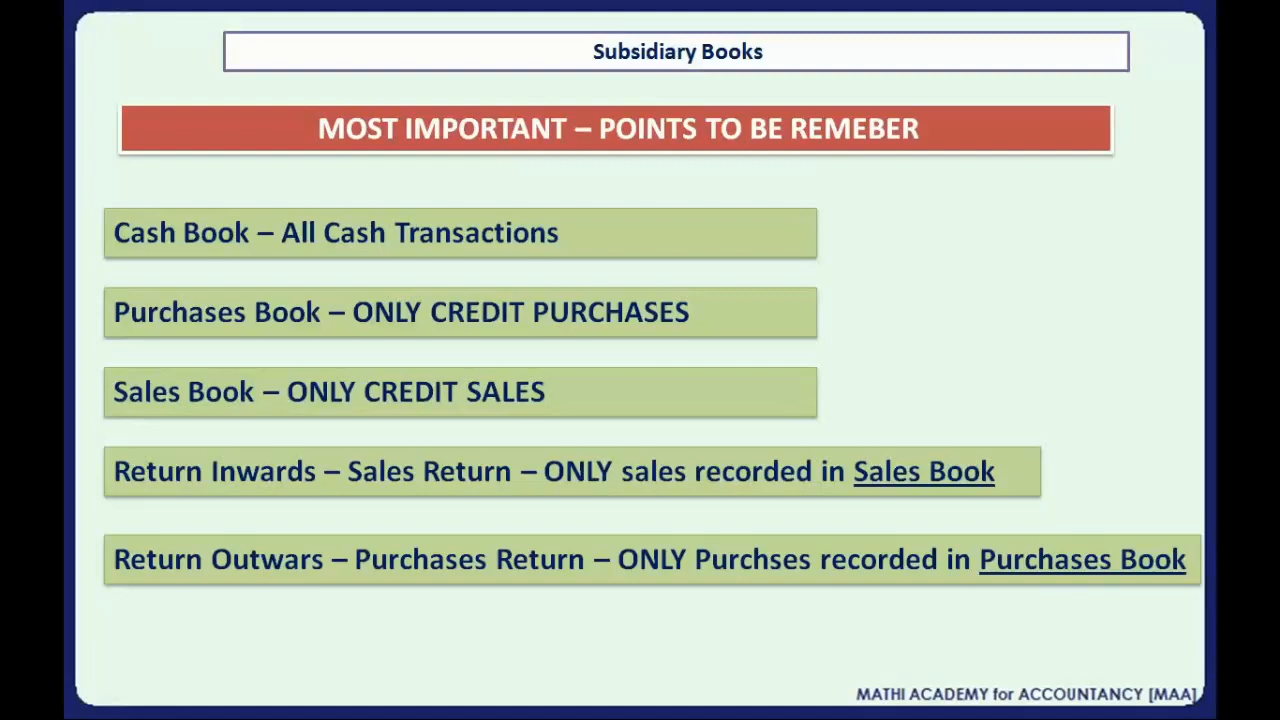 Subsidiary Books
MOST IMPORTANT – POINTS TO BE REMEBER
Cash Book – All Cash Transactions
Purchases Book – ONLY CREDIT PURCHASES
Sales Book – ONLY CREDIT SALES
Return Inwards – Sales Return – ONLY sales recorded in Sales Book
Return Outwars – Purchases Return – ONLY Purchses recorded in Purchases Book
MATHI ACADEMY for ACCOUNTANCY [MAA]